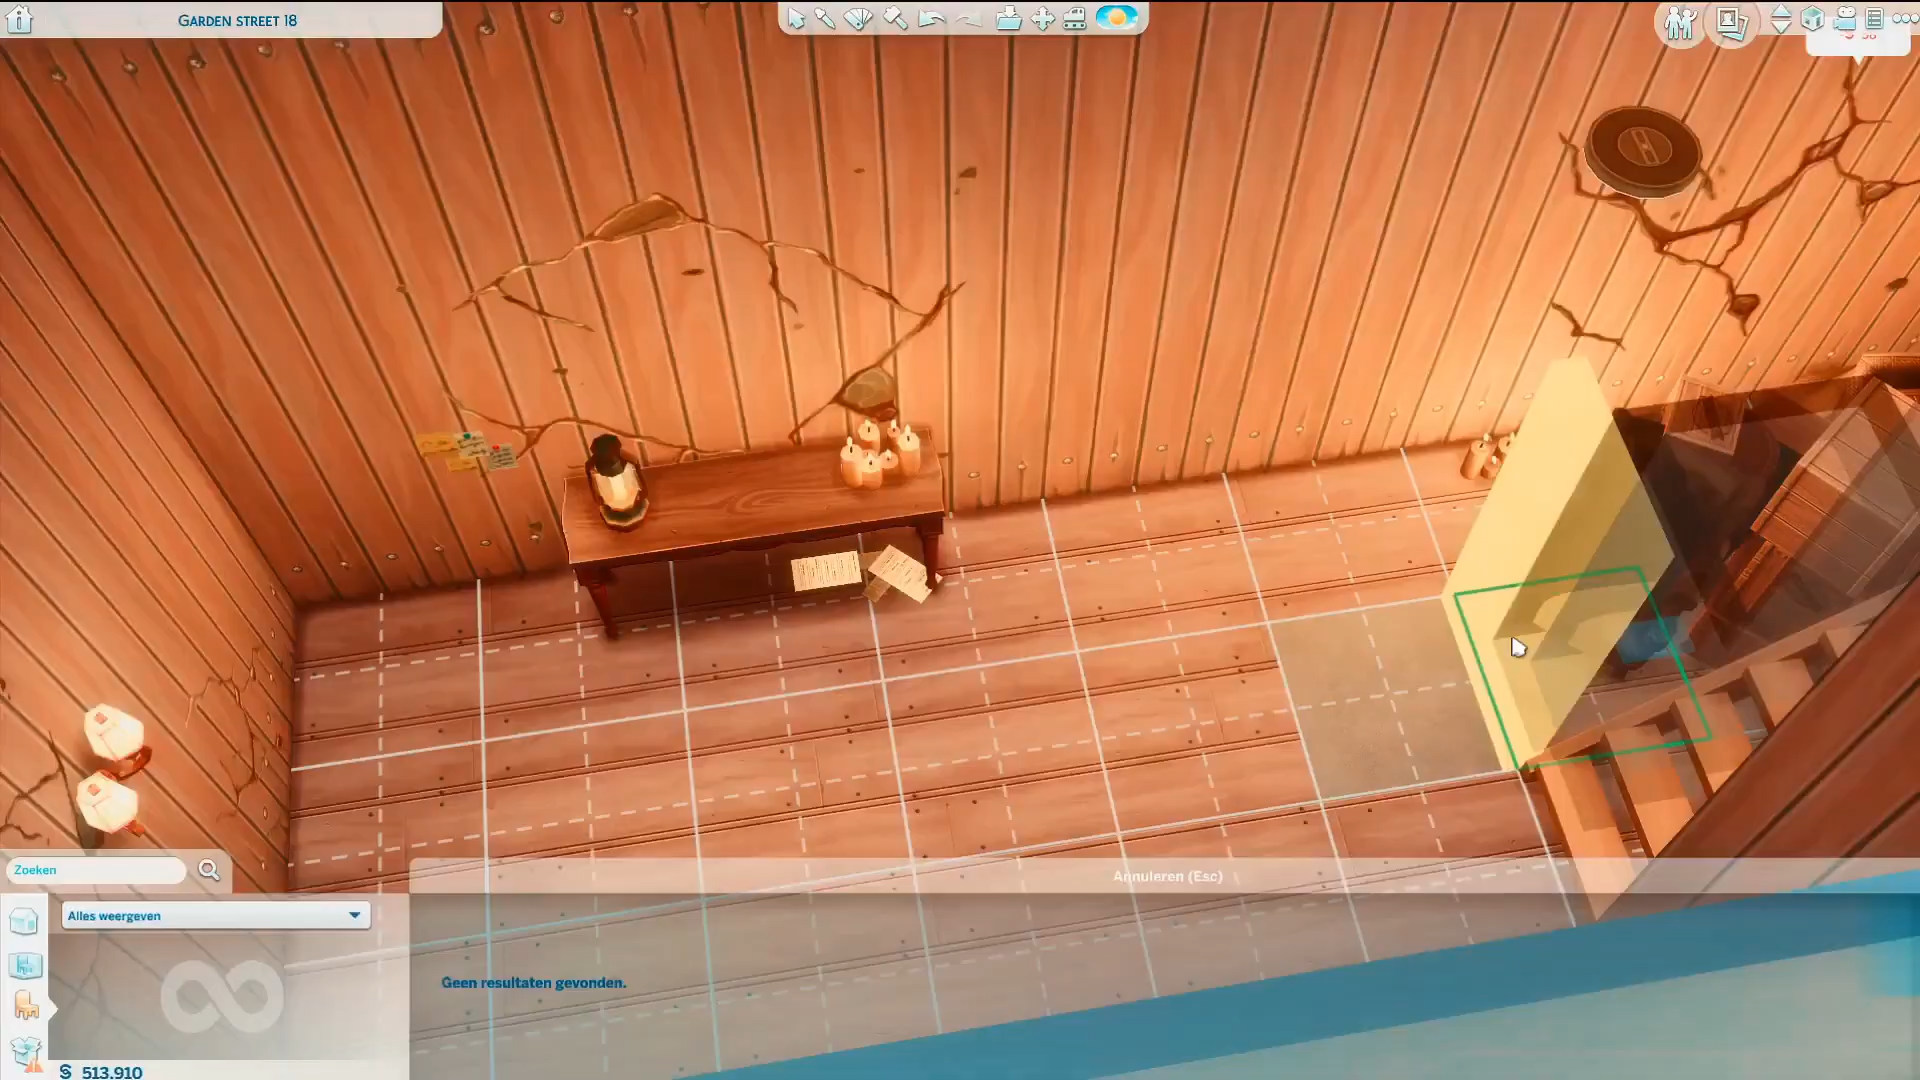 GARDEN STREET 18
Zoeken
Annuleren (Esc)
Alles weergeven
Geen resultaten gevonden.
§ 513.910